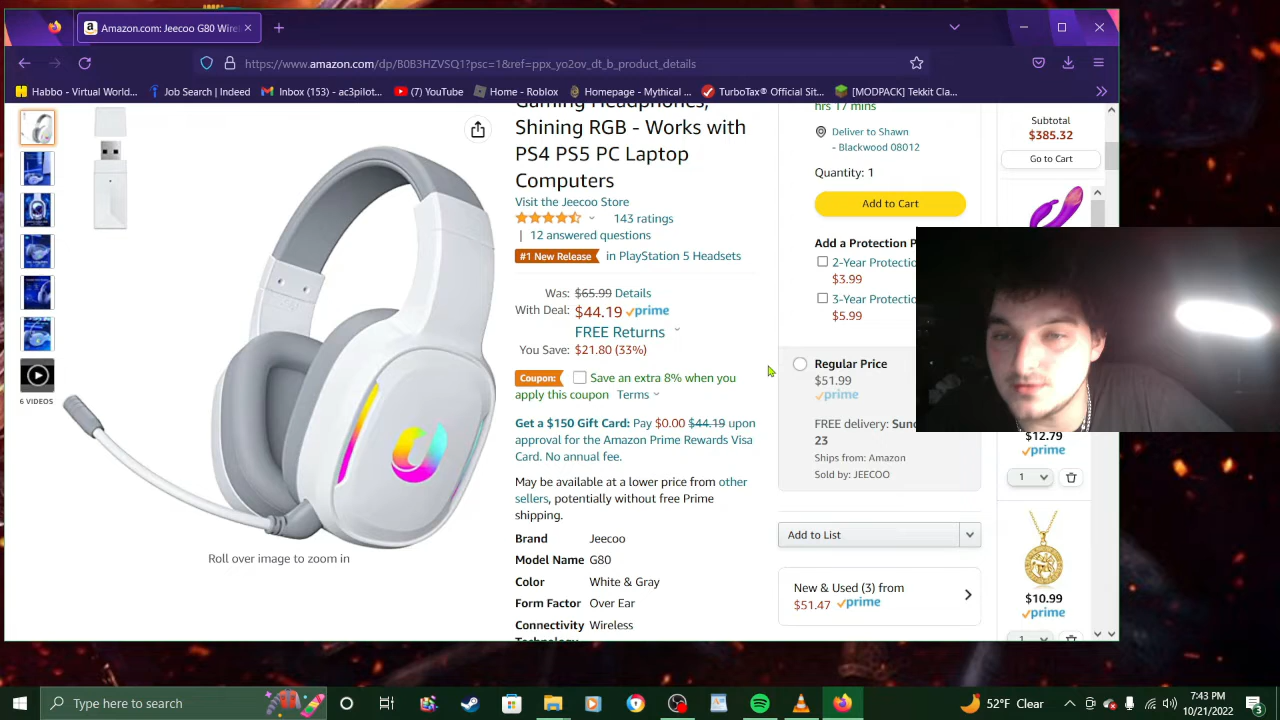 Amazon.com: Jeecoo G80 Wirel
https://www.amazon.com/dp/B0B3HZVSQ1?psc=1&ref=ppx_yo2ov_dt_b_product_details
Habbo - Virtual World...
Job Search | Indeed
Inbox (153) - ac3pilot...
(7) YouTube
Home - Roblox
Homepage - Mythical ...
TurboTax® Official Sit...
[MODPACK] Tekkit Cla...
6 VIDEOS
Roll over image to zoom in
Gaming Headphones,
Shining RGB - Works with
PS4 PS5 PC Laptop
Computers
Visit the Jeecoo Store
143 ratings
| 12 answered questions
#1 New Release in PlayStation 5 Headsets
Was: $65.99 Details
With Deal: $44.19 prime
FREE Returns
You Save: $21.80 (33%)
Coupon: Save an extra 8% when you
apply this coupon Terms
Get a $150 Gift Card: Pay $0.00 $44.19 upon
approval for the Amazon Prime Rewards Visa
Card. No annual fee.
May be available at a lower price from other
sellers, potentially without free Prime
shipping.
Brand Jeecoo
Model Name G80
Color White & Gray
Form Factor Over Ear
Connectivity Wireless
Technology
hrs 17 mins
Deliver to Shawn
- Blackwood 08012
Quantity: 1
Add to Cart
Add a Protection P
2-Year Protectio
$3.99
3-Year Protectio
$5.99
Regular Price
$51.99
prime
FREE delivery: Sun
23
Ships from: Amazon
Sold by: JEECOO
Add to List
New & Used (3) from
$51.47 prime
Subtotal
$385.32
Go to Cart
$12.79
prime
1
$10.99
prime
1
Type here to search
52°F Clear
7:43 PM
10/21/2022
3